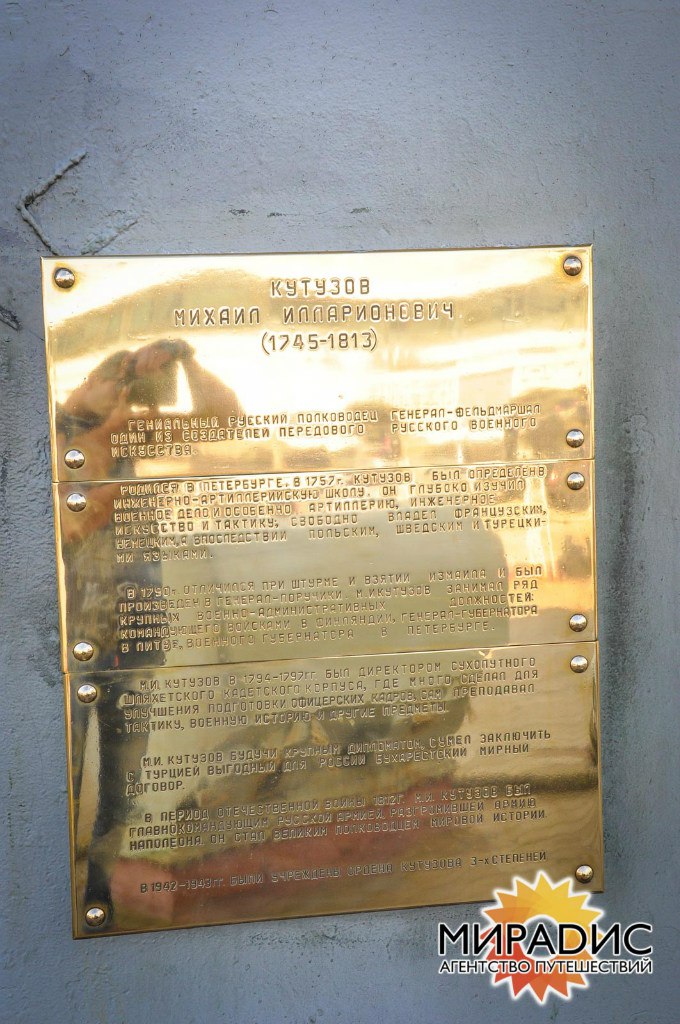 КУТУЗОВ
МИХАИЛ ИЛЛАРИОНОВИЧ
(1745-1813)
ГЕНИАЛЬНЫЙ РУССКИЙ ПОЛКОВОДЕЦ ГЕНЕРАЛ-ФЕЛЬДМАРШАЛ
ОДИН ИЗ СОЗДАТЕЛЕЙ ПЕРЕДОВОГО РУССКОГО ВОЕННОГО
ИСКУССТВА.
РОДИЛСЯ В ПЕТЕРБУРГЕ. В 1757г. КУТУЗОВ БЫЛ ОПРЕДЕЛЕН В
ИНЖЕНЕРНО-АРТИЛЛЕРИЙСКУЮ ШКОЛУ. ОН ГЛУБОКО ИЗУЧИЛ
ВОЕННОЕ ДЕЛО И ОСОБЕННО АРТИЛЛЕРИЮ, ИНЖЕНЕРНОЕ
ИСКУССТВО И ТАКТИКУ, СВОБОДНО ВЛАДЕЛ ФРАНЦУЗСКИМ,
НЕМЕЦКИМ, А ВПОСЛЕДСТВИИ ПОЛЬСКИМ, ШВЕДСКИМ И ТУРЕЦКИ-
МИ ЯЗЫКАМИ.
В 1790г. ОТЛИЧИЛСЯ ПРИ ШТУРМЕ И ВЗЯТИИ ИЗМАИЛА И БЫЛ
ПРОИЗВЕДЕН В ГЕНЕРАЛ-ПОРУЧИКИ. М.И.КУТУЗОВ ЗАНИМАЛ РЯД
КРУПНЫХ ВОЕННО-АДМИНИСТРАТИВНЫХ ДОЛЖНОСТЕЙ:
КОМАНДУЮЩЕГО ВОЙСКАМИ В ФИНЛЯНДИИ, ГЕНЕРАЛ-ГУБЕРНАТОРА
В ЛИТВЕ, ВОЕННОГО ГУБЕРНАТОРА В ПЕТЕРБУРГЕ.
М.И. КУТУЗОВ В 1794-1797гг. БЫЛ ДИРЕКТОРОМ СУХОПУТНОГО
ШЛЯХЕТСКОГО КАДЕТСКОГО КОРПУСА, ГДЕ МНОГО СДЕЛАЛ ДЛЯ
УЛУЧШЕНИЯ ПОДГОТОВКИ ОФИЦЕРСКИХ КАДРОВ, САМ ПРЕПОДАВАЛ
ТАКТИКУ, ВОЕННУЮ ИСТОРИЮ И ДРУГИЕ ПРЕДМЕТЫ.
М.И. КУТУЗОВ БУДУЧИ КРУПНЫМ ДИПЛОМАТОМ, СУМЕЛ ЗАКЛЮЧИТЬ
С ТУРЦИЕЙ ВЫГОДНЫЙ ДЛЯ РОССИИ БУХАРЕСТСКИЙ МИРНЫЙ
ДОГОВОР.
В ПЕРИОД ОТЕЧЕСТВЕННОЙ ВОЙНЫ 1812Г. М.И. КУТУЗОВ БЫЛ
ГЛАВНОКОМАНДУЮЩИМ РУССКОЙ АРМИЕЙ, РАЗГРОМИВШЕЙ АРМИЮ
НАПОЛЕОНА. ОН СТАЛ ВЕЛИКИМ ПОЛКОВОДЦЕМ МИРОВОЙ ИСТОРИИ.
В 1942-1943гг. БЫЛИ УЧРЕЖДЕНЫ ОРДЕНА КУТУЗОВА 3-х СТЕПЕНЕЙ.
МИРАДИС
АГЕНТСТВО ПУТЕШЕСТВИЙ